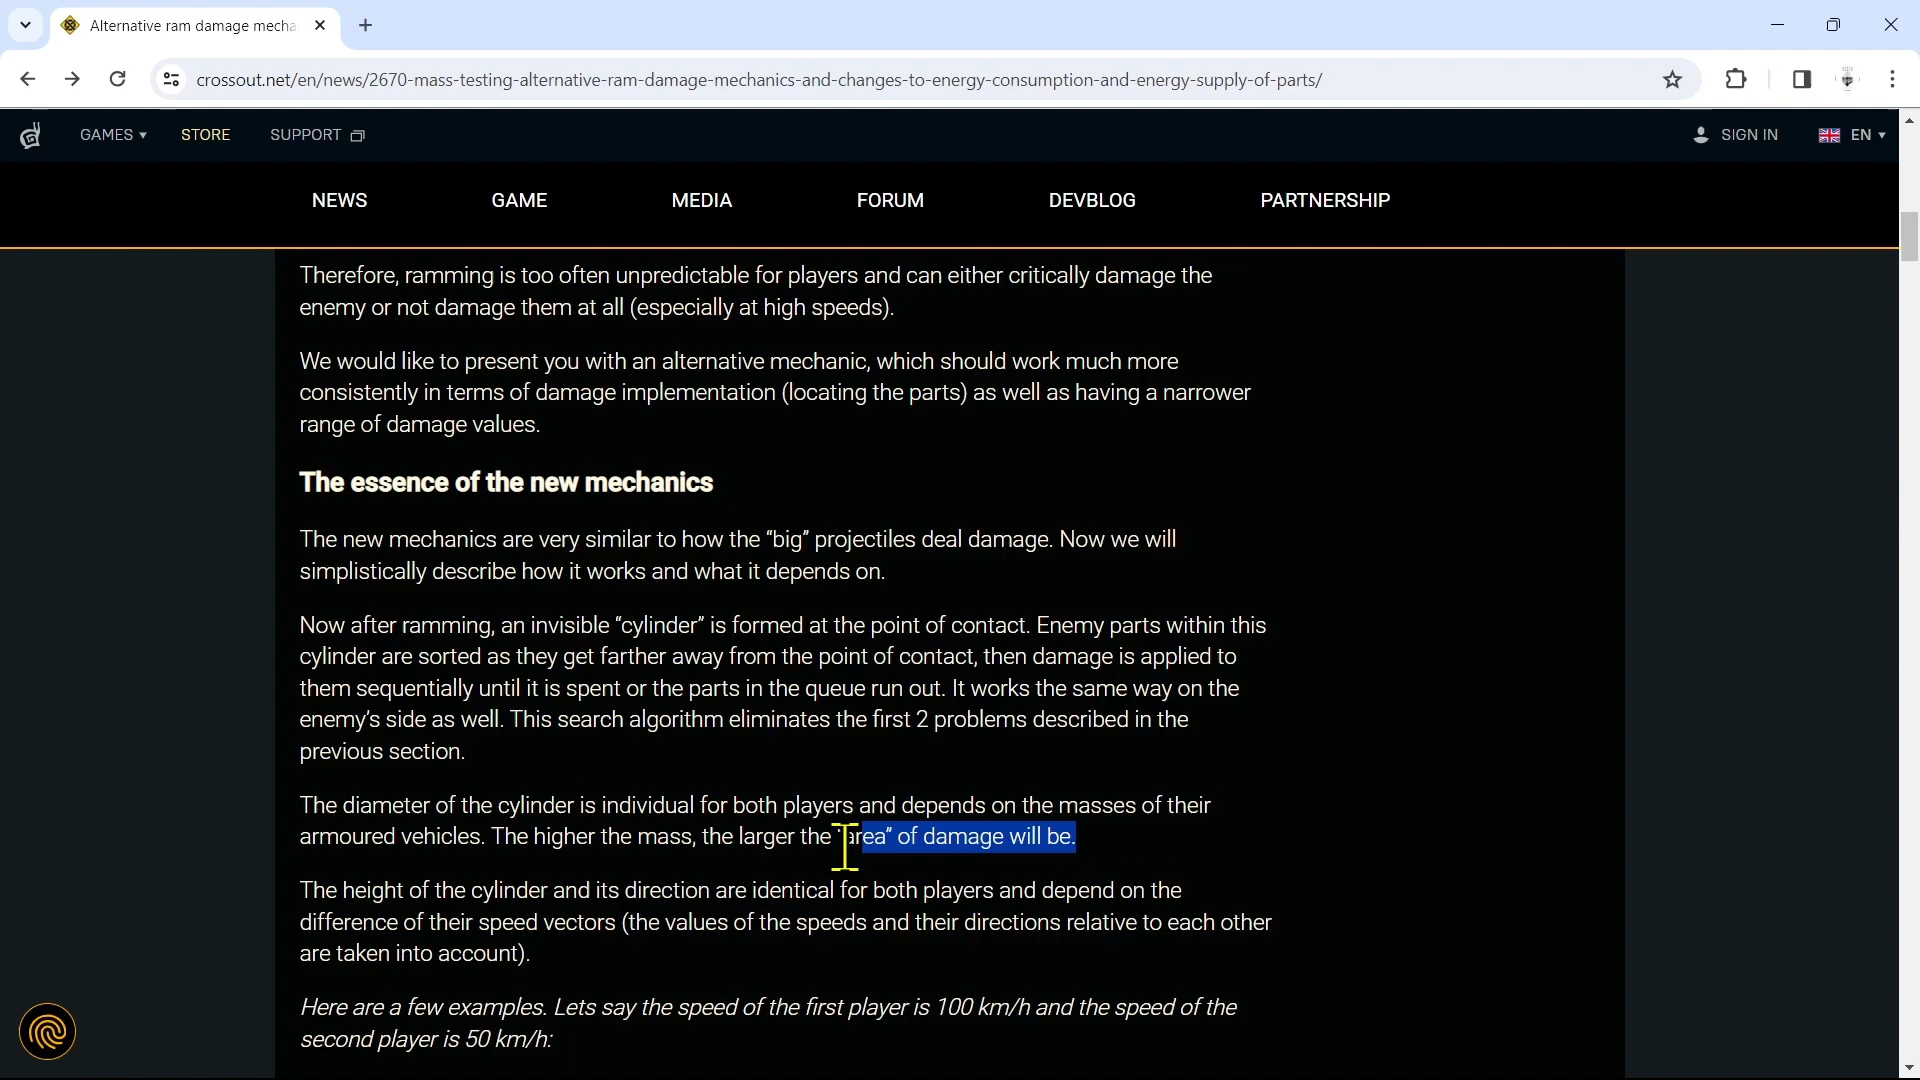 Alternative ram damage mecha
crossout.net/en/news/2670-mass-testing-alternative-ram-damage-mechanics-and-changes-to-energy-consumption-and-energy-supply-of-parts/
GAMES ▾ STORE SUPPORT SIGN IN EN ▾
NEWS GAME MEDIA FORUM DEVBLOG PARTNERSHIP
Therefore, ramming is too often unpredictable for players and can either critically damage the
enemy or not damage them at all (especially at high speeds).
We would like to present you with an alternative mechanic, which should work much more
consistently in terms of damage implementation (locating the parts) as well as having a narrower
range of damage values.
The essence of the new mechanics
The new mechanics are very similar to how the “big” projectiles deal damage. Now we will
simplistically describe how it works and what it depends on.
Now after ramming, an invisible “cylinder” is formed at the point of contact. Enemy parts within this
cylinder are sorted as they get farther away from the point of contact, then damage is applied to
them sequentially until it is spent or the parts in the queue run out. It works the same way on the
enemy’s side as well. This search algorithm eliminates the first 2 problems described in the
previous section.
The diameter of the cylinder is individual for both players and depends on the masses of their
armoured vehicles. The higher the mass, the larger the “area” of damage will be.
The height of the cylinder and its direction are identical for both players and depend on the
difference of their speed vectors (the values of the speeds and their directions relative to each other
are taken into account).
Here are a few examples. Lets say the speed of the first player is 100 km/h and the speed of the
second player is 50 km/h: